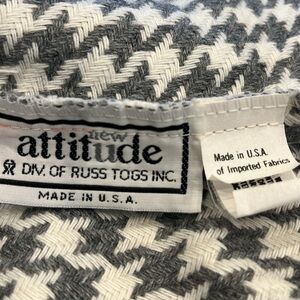 new
attitude
DIV. OF RUSS TOGS INC.
MADE IN U.S.A.
Made in U.S.A.
of Imported Fabrics